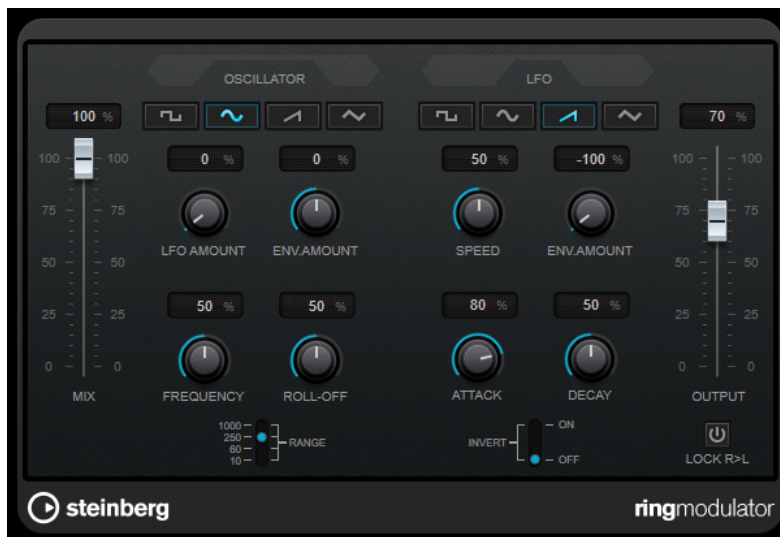 OSCILLATOR
LFO
100 %
70 %
0 %
0 %
50 %
-100 %
100 100
75 75
50 50
25 25
0 0
MIX
LFO AMOUNT
ENV.AMOUNT
SPEED
ENV.AMOUNT
50 %
50 %
80 %
50 %
FREQUENCY
ROLL-OFF
ATTACK
DECAY
100 100
75 75
50 50
25 25
0 0
OUTPUT
1000
250
60
10
RANGE
INVERT
ON
OFF
LOCK R>L
steinberg
ringmodulator